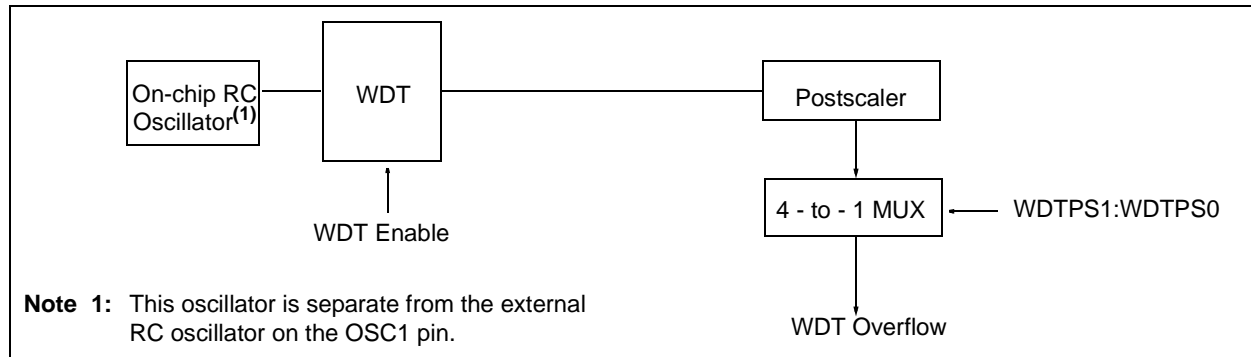 On-chip RC
Oscillator(1)
WDT
Postscaler
WDT Enable
4 - to - 1 MUX
WDTPS1:WDTPS0
WDT Overflow
Note 1: This oscillator is separate from the external
RC oscillator on the OSC1 pin.